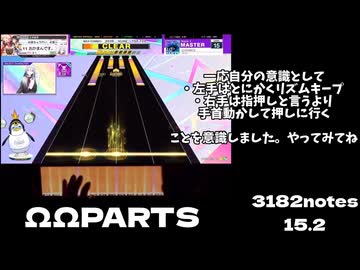 CLEAR
MASTER 15
一応自分の意識として
・左手はとにかくリズムキープ
・右手は指押しと言うより
手首動かして押しに行く
ことを意識しました。やってみてね
ΩΩPARTS
3182notes
15.2